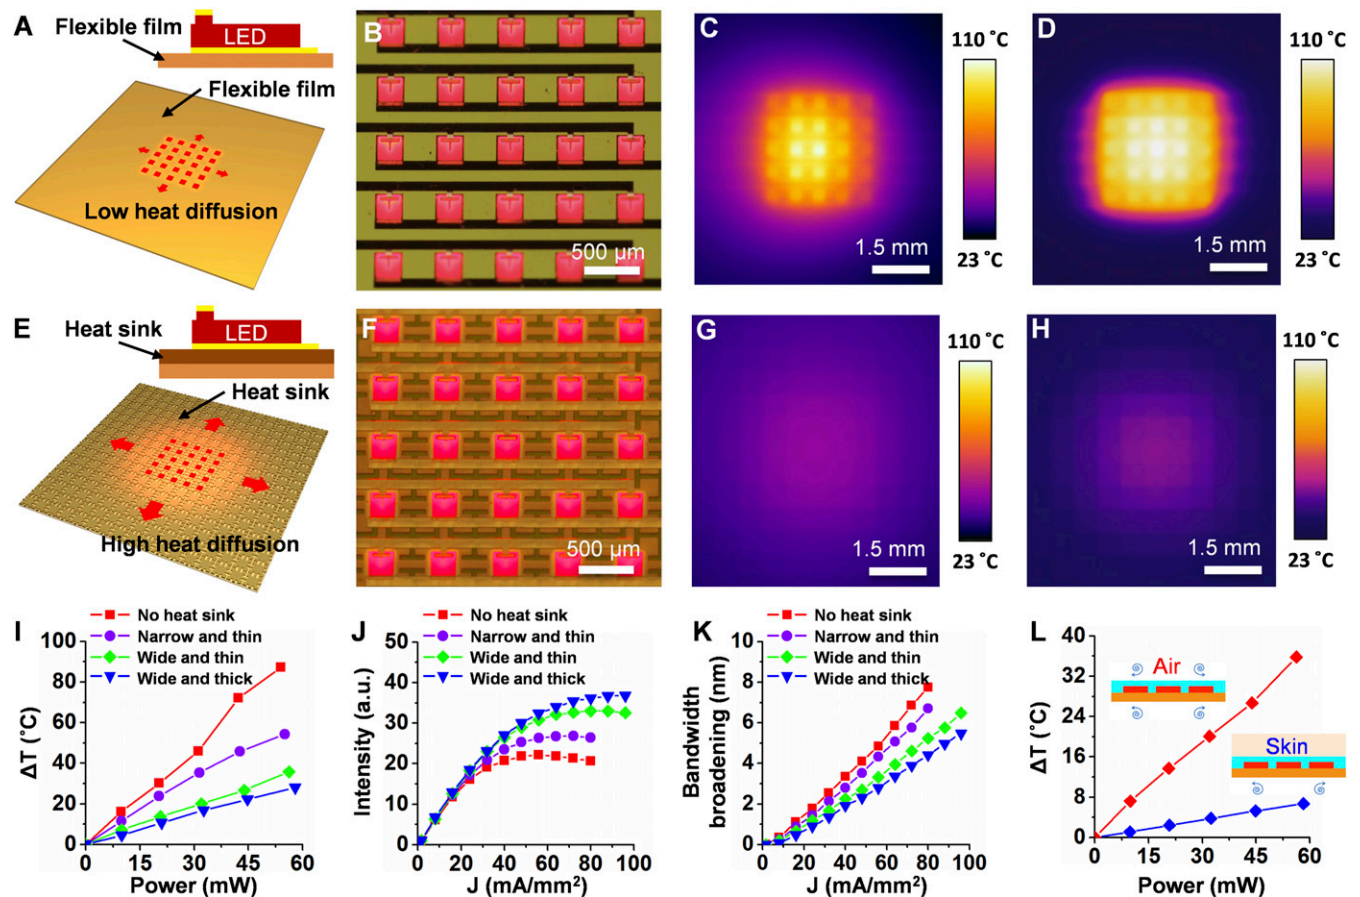 A
Flexible film
LED
Flexible film
Low heat diffusion
B
500 µm
C
110 ˚C
23 ˚C
1.5 mm
D
110 ˚C
23 ˚C
1.5 mm
E
Heat sink
LED
Heat sink
High heat diffusion
F
500 µm
G
110 ˚C
23 ˚C
1.5 mm
H
110 ˚C
23 ˚C
1.5 mm
I
No heat sink
Narrow and thin
Wide and thin
Wide and thick
100
80
60
40
20
0
ΔT (°C)
0 15 30 45 60
Power (mW)
J
No heat sink
Narrow and thin
Wide and thin
Wide and thick
50
40
30
20
10
0
Intensity (a.u.)
0 20 40 60 80 100
J (mA/mm²)
K
No heat sink
Narrow and thin
Wide and thin
Wide and thick
10
8
6
4
2
0
Bandwidth
broadening (nm)
0 20 40 60 80 100
J (mA/mm²)
L
40
32
24
16
8
0
ΔT (°C)
Air
Skin
0 15 30 45 60
Power (mW)